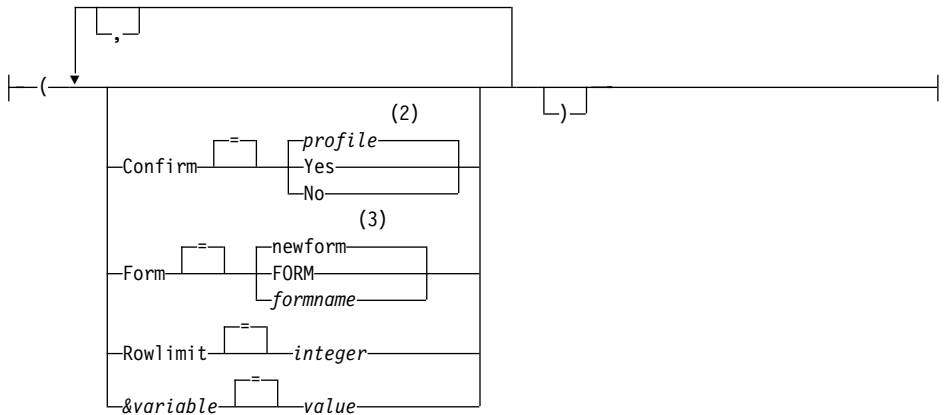 ,
( )
(2)
profile
Confirm = Yes
No
(3)
newform
Form = FORM
formname
Rowlimit = integer
&variable = value